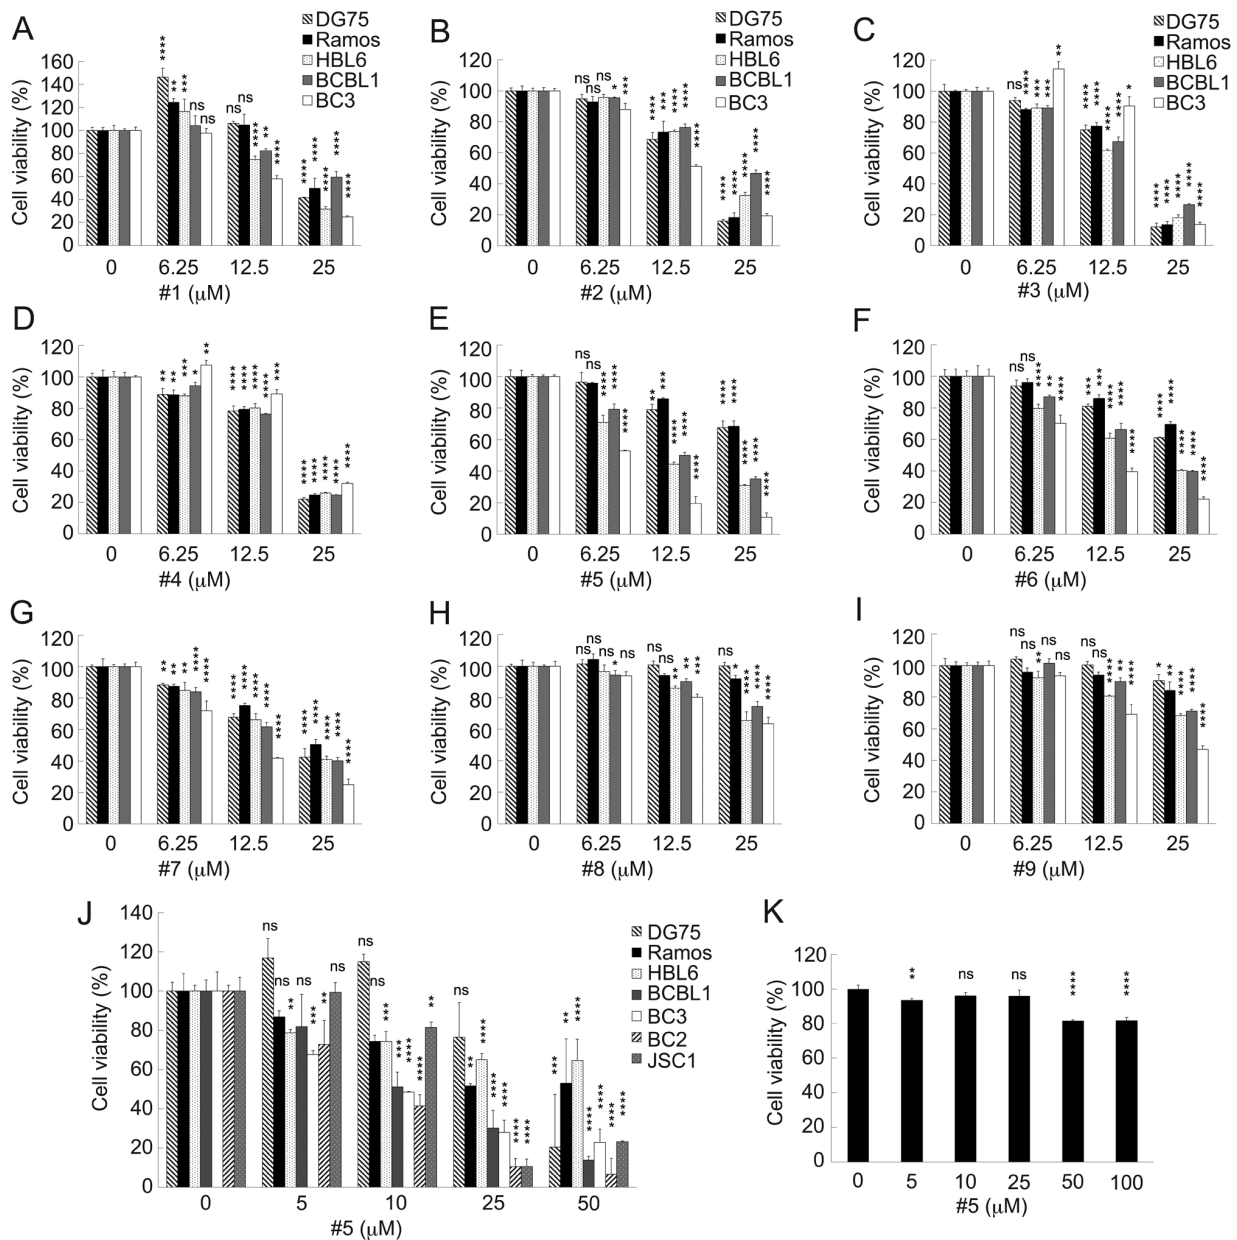 A
Cell viability (%)
160
140
120
100
80
60
40
20
0
DG75
Ramos
HBL6
BCBL1
BC3
**** ** *** ns ns
ns ns **** ** ****
**** **** **** **** ****
0 6.25 12.5 25
#1 (μM)
B
Cell viability (%)
120
100
80
60
40
20
0
DG75
Ramos
HBL6
BCBL1
BC3
ns ns ns * ***
**** *** *** **** ****
**** **** **** **** ****
0 6.25 12.5 25
#2 (μM)
C
Cell viability (%)
120
100
80
60
40
20
0
DG75
Ramos
HBL6
BCBL1
BC3
0 6.25 12.5 25
#3 (μM)
D
Cell viability (%)
120
100
80
60
40
20
0
** ** *** * **
**** **** **** **** ***
**** **** **** **** ****
0 6.25 12.5 25
#4 (μM)
E
Cell viability (%)
120
100
80
60
40
20
0
ns ns **** **** ****
** *** **** **** ****
**** **** **** **** ****
0 6.25 12.5 25
#5 (μM)
F
Cell viability (%)
120
100
80
60
40
20
0
ns ns **** ** ****
*** *** **** **** ****
**** **** **** **** ****
0 6.25 12.5 25
#6 (μM)
G
Cell viability (%)
120
100
80
60
40
20
0
** ** ** **** ****
**** **** **** **** ****
**** **** **** **** ****
0 6.25 12.5 25
#7 (μM)
H
Cell viability (%)
120
100
80
60
40
20
0
ns ns ns * ns
ns ns * ** ***
ns * **** **** ****
0 6.25 12.5 25
#8 (μM)
I
Cell viability (%)
120
100
80
60
40
20
0
ns ns ** ns ns
ns ns **** *** ****
* ** **** **** ****
0 6.25 12.5 25
#9 (μM)
J
Cell viability (%)
140
120
100
80
60
40
20
0
DG75
Ramos
HBL6
BCBL1
BC3
BC2
JSC1
ns ns ** ns *** ** ns
ns ns *** *** **** **** **
ns ** **** **** **** **** ****
*** ** **** **** **** **** ****
0 5 10 25 50
#5 (μM)
K
Cell viability (%)
120
100
80
60
40
20
0
** ns ns **** ****
0 5 10 25 50 100
#5 (μM)